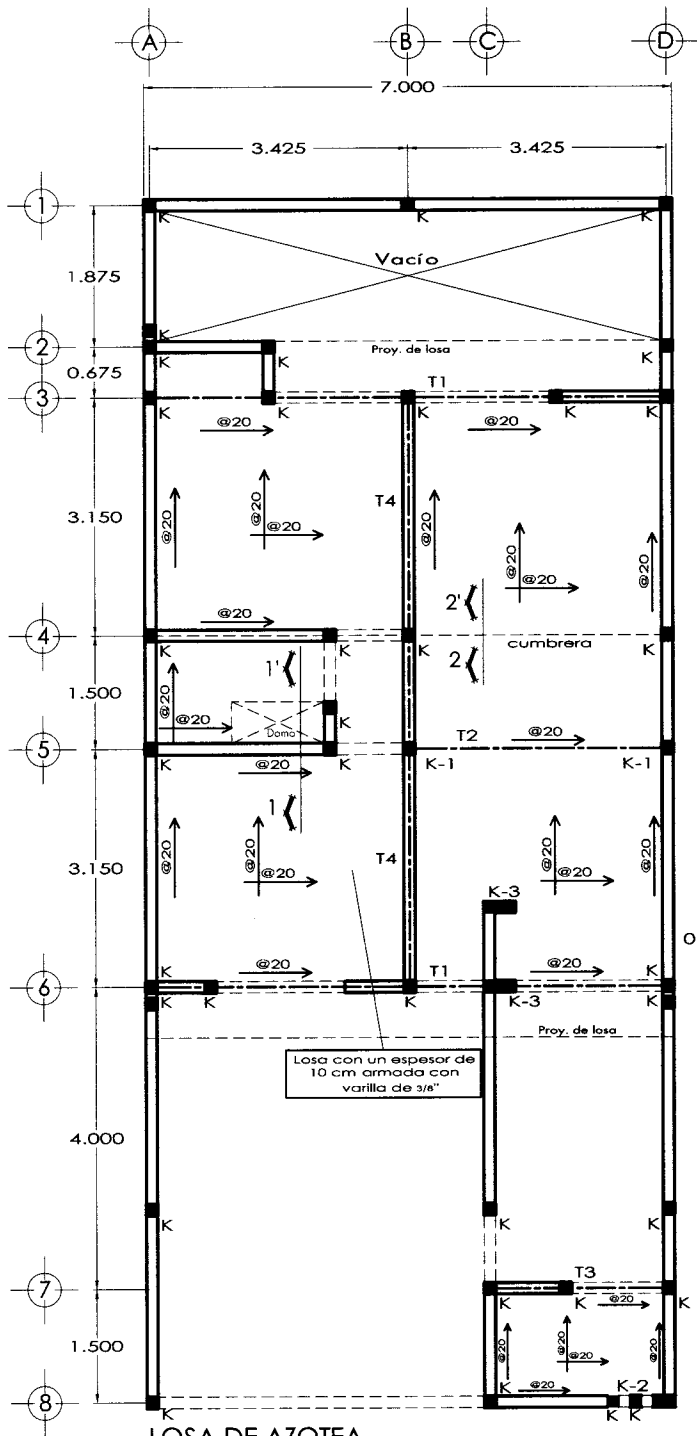 A B C D
7.000
3.425 3.425
1
K K K
1.875
Vacío
K
2
K K K
Proy. de losa
0.675
T1
3
K K K K K
@20 @20
3.150
T4
@20 @20 @20 @20 @20
@20 @20
2'
@20
4
K K K K
cumbrera
1' 2
1.500
@20
@20
K
Domo
T2 @20
5
K K K-1 K-1
@20
1
3.150
T4
@20 @20 @20 @20
@20 @20
K-3
O
@20 T1 @20
K K
6
K K K K-3 K
Proy. de losa
Losa con un espesor de
10 cm armada con
varilla de 3/8"
4.000
K K K
T3
7
K K K
@20
1.500
@20 @20 @20
@20
K @20 K-2
8
K K K
LOSA DE AZOTEA